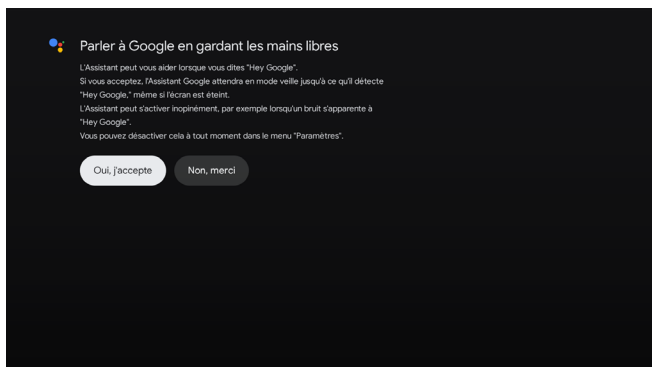 Parler à Google en gardant les mains libres
L'Assistant peut vous aider lorsque vous dites "Hey Google".
Si vous acceptez, l'Assistant Google attendra en mode veille jusqu'à ce qu'il détecte
"Hey Google," même si l'écran est éteint.
L'Assistant peut s'activer inopinément, par exemple lorsqu'un bruit s'apparente à
"Hey Google".
Vous pouvez désactiver cela à tout moment dans le menu "Paramètres".
Oui, j'accepte
Non, merci